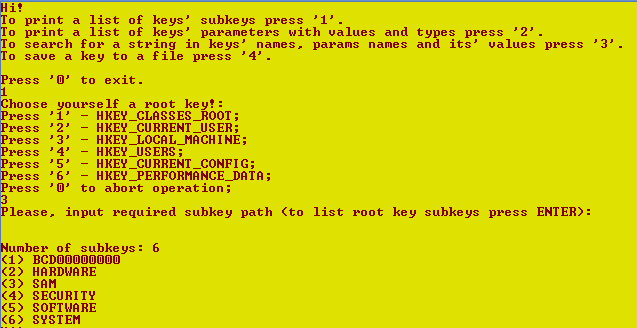 Hi!
To print a list of keys' subkeys press '1'.
To print a list of keys' parameters with values and types press '2'.
To search for a string in keys' names, params names and its' values press '3'.
To save a key to a file press '4'.
Press '0' to exit.
1
Choose yourself a root key!:
Press '1' - HKEY_CLASSES_ROOT;
Press '2' - HKEY_CURRENT_USER;
Press '3' - HKEY_LOCAL_MACHINE;
Press '4' - HKEY_USERS;
Press '5' - HKEY_CURRENT_CONFIG;
Press '6' - HKEY_PERFORMANCE_DATA;
Press '0' to abort operation;
3
Please, input required subkey path (to list root key subkeys press ENTER):
Number of subkeys: 6
(1) BCD00000000
(2) HARDWARE
(3) SAM
(4) SECURITY
(5) SOFTWARE
(6) SYSTEM